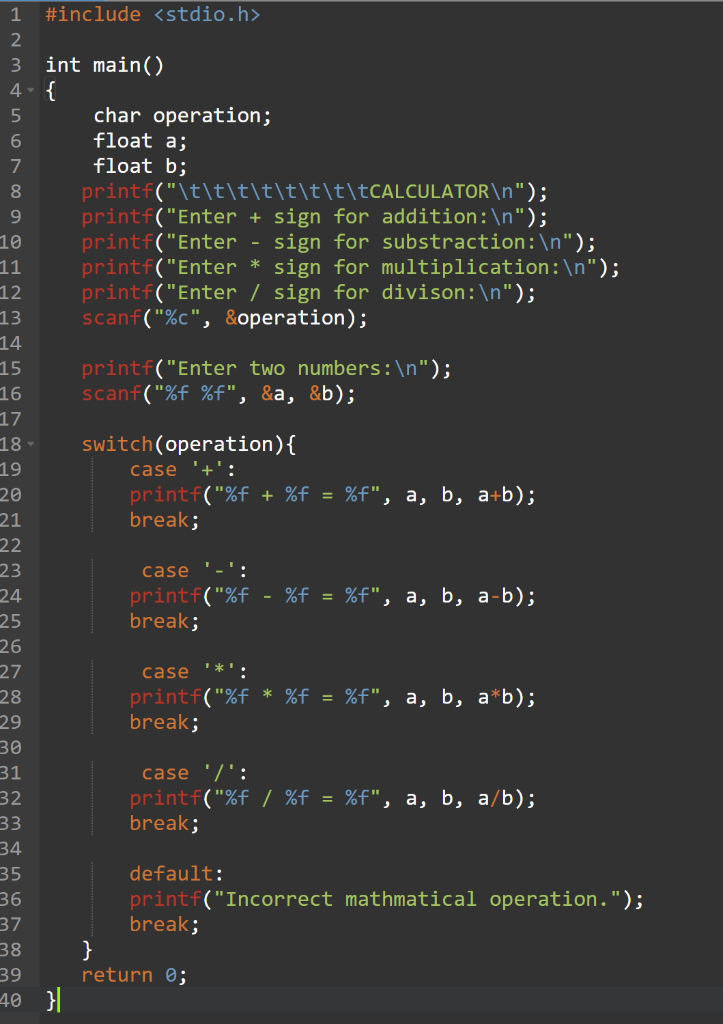 1 #include <stdio.h>
2
3 int main()
4 {
5     char operation;
6     float a;
7     float b;
8    printf("\t\t\t\t\t\t\t\tCALCULATOR\n");
9    printf("Enter + sign for addition:\n");
10    printf("Enter - sign for substraction:\n");
11    printf("Enter * sign for multiplication:\n");
12    printf("Enter / sign for divison:\n");
13    scanf("%c", &operation);
14
15    printf("Enter two numbers:\n");
16    scanf("%f %f", &a, &b);
17
18    switch(operation){
19        case '+':
20        printf("%f + %f = %f", a, b, a+b);
21        break;
22
23         case '-':
24        printf("%f - %f = %f", a, b, a-b);
25        break;
26
27         case '*':
28        printf("%f * %f = %f", a, b, a*b);
29        break;
30
31         case '/':
32        printf("%f / %f = %f", a, b, a/b);
33        break;
34
35        default:
36        printf("Incorrect mathmatical operation.");
37        break;
38    }
39    return 0;
40 }